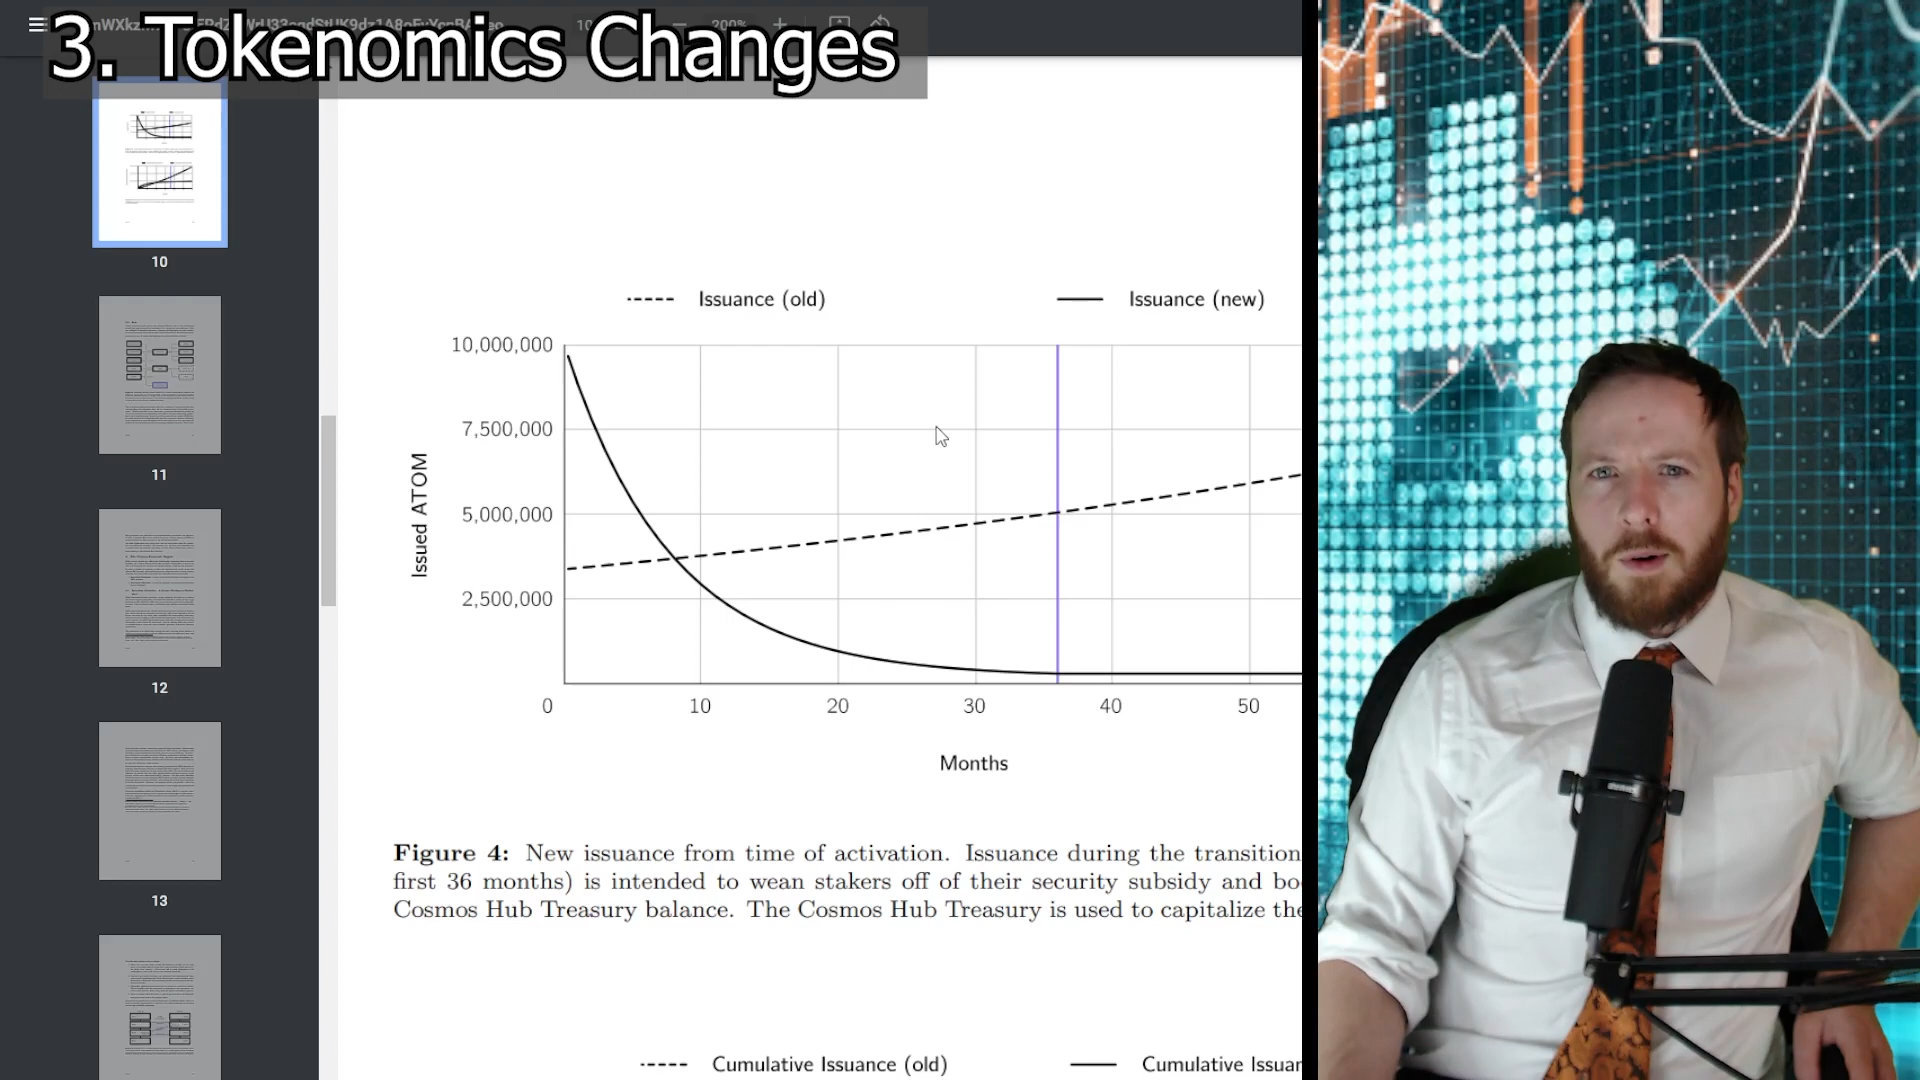 3. Tokenomics Changes
200%
10
11
12
13
Issuance (old)
Issuance (new)
10,000,000
7,500,000
5,000,000
2,500,000
Issued ATOM
0
10
20
30
40
50
Months
Figure 4: New issuance from time of activation. Issuance during the transition
first 36 months) is intended to wean stakers off of their security subsidy and bo
Cosmos Hub Treasury balance. The Cosmos Hub Treasury is used to capitalize the
Cumulative Issuance (old)
Cumulative Issuan